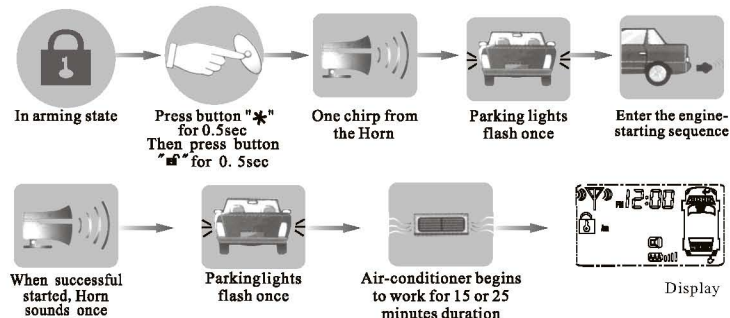 In arming state
Press button "*"
for 0.5sec
Then press button
" " for 0. 5sec
One chirp from
the Horn
Parking lights
flash once
Enter the engine-
starting sequence
When successful
started, Horn
sounds once
Parkinglights
flash once
Air-conditioner begins
to work for 15 or 25
minutes duration
PM 12:00
Display